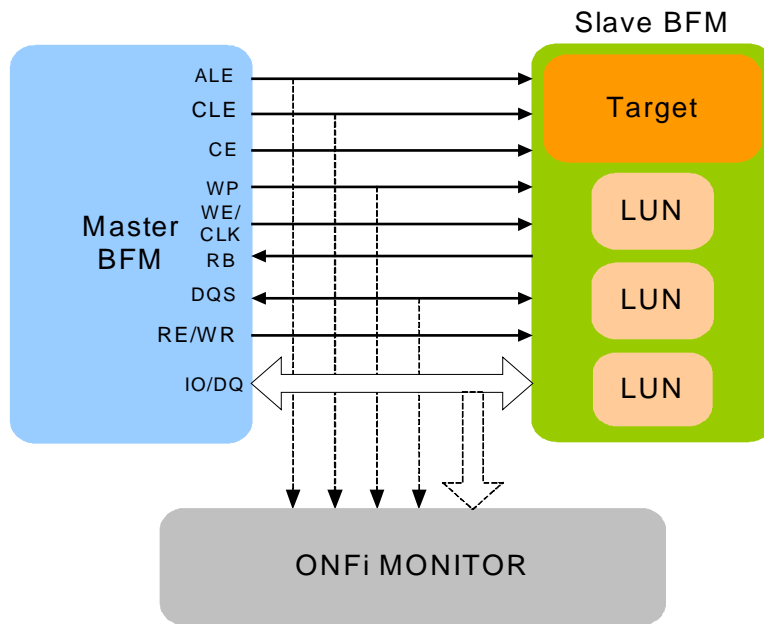 Slave BFM
ALE
CLE
CE
WP
WE/
CLK
RB
DQS
RE/WR
IO/DQ
Master
BFM
Target
LUN
LUN
LUN
ONFi MONITOR